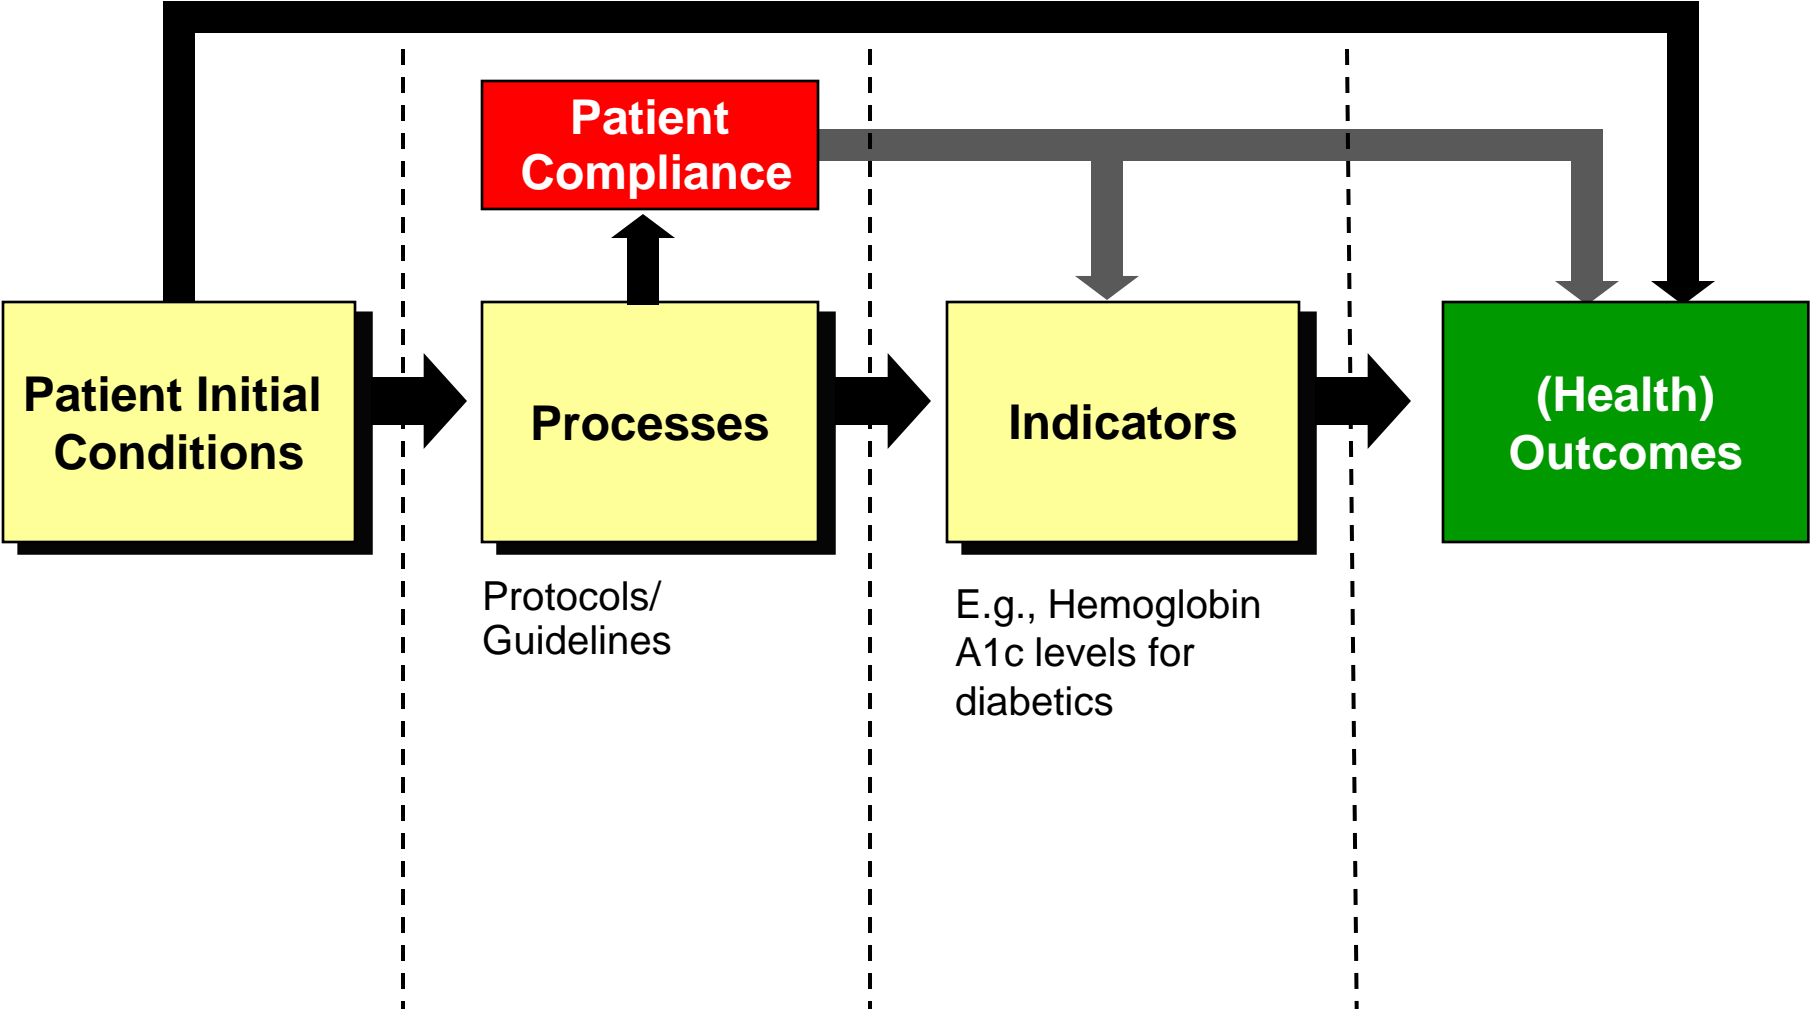 Patient
Compliance
Patient Initial
Conditions
Processes
Indicators
(Health)
Outcomes
Protocols/
Guidelines
E.g., Hemoglobin
A1c levels for
diabetics